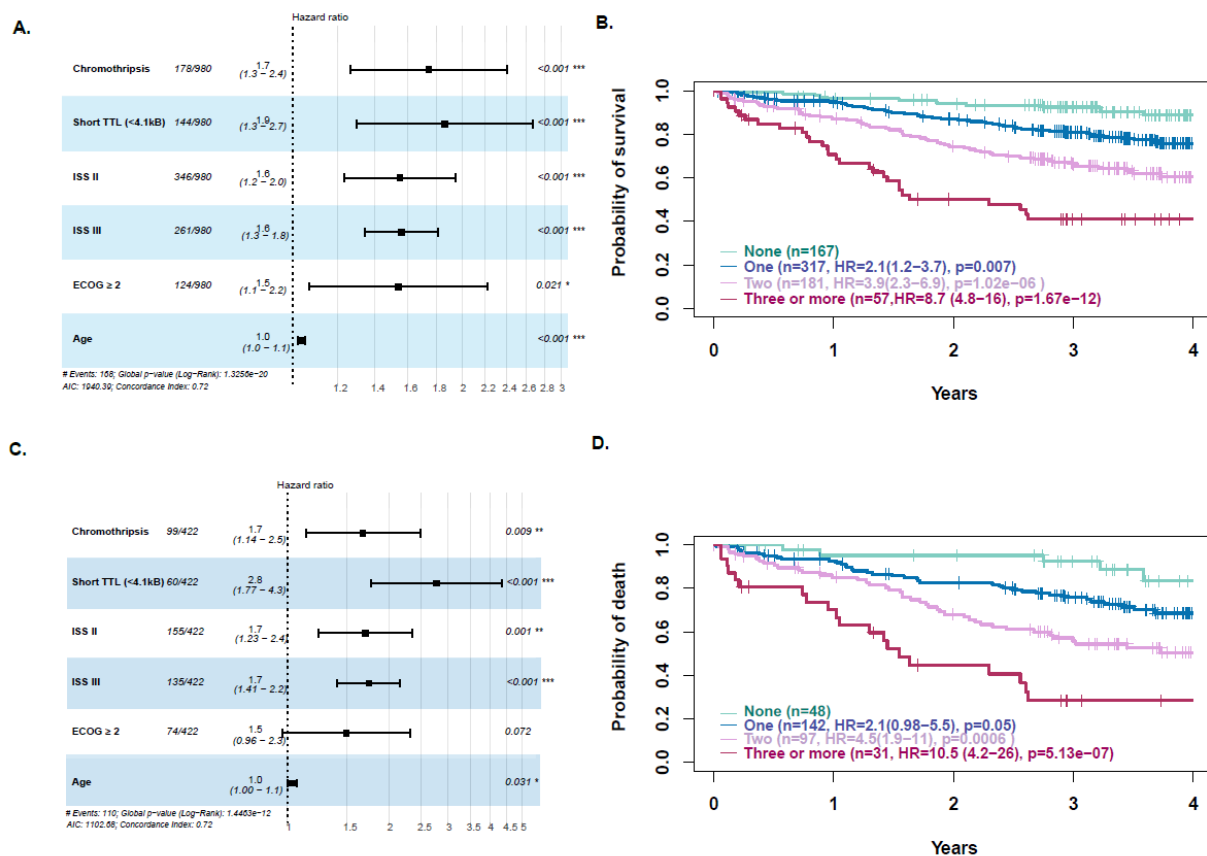 A.
Hazard ratio
Chromothripsis 178/980 1.7 (1.3 – 2.4) <0.001 ***
Short TTL (<4.1kB) 144/980 1.9 (1.3 – 2.7) <0.001 ***
ISS II 346/980 1.6 (1.2 – 2.0) <0.001 ***
ISS III 261/980 1.6 (1.3 – 1.8) <0.001 ***
ECOG ≥ 2 124/980 1.5 (1.1 – 2.2) 0.021 *
Age 1.0 (1.0 – 1.1) <0.001 ***
# Events: 168; Global p-value (Log-Rank): 1.3256e-20
AIC: 1940.39; Concordance Index: 0.72
1.2 1.4 1.6 1.8 2 2.2 2.4 2.6 2.8 3
B.
Probability of survival
1.0
0.8
0.6
0.4
0.2
0.0
None (n=167)
One (n=317, HR=2.1(1.2–3.7), p=0.007)
Two (n=181, HR=3.9(2.3–6.9), p=1.02e–06 )
Three or more (n=57,HR=8.7 (4.8–16), p=1.67e–12)
0 1 2 3 4
Years
C.
Hazard ratio
Chromothripsis 99/422 1.7 (1.14 – 2.5) 0.009 **
Short TTL (<4.1kB) 60/422 2.8 (1.77 – 4.3) <0.001 ***
ISS II 155/422 1.7 (1.23 – 2.4) 0.001 **
ISS III 135/422 1.7 (1.41 – 2.2) <0.001 ***
ECOG ≥ 2 74/422 1.5 (0.96 – 2.3) 0.072
Age 1.0 (1.00 – 1.1) 0.031 *
# Events: 110; Global p-value (Log-Rank): 1.4463e-12
AIC: 1102.68; Concordance Index: 0.72
1 1.5 2 2.5 3 3.5 4 4.5 5
D.
Probability of death
1.0
0.8
0.6
0.4
0.2
0.0
None (n=48)
One (n=142, HR=2.1(0.98–5.5), p=0.05)
Two (n=97, HR=4.5(1.9–11), p=0.0006 )
Three or more (n=31, HR=10.5 (4.2–26), p=5.13e–07)
0 1 2 3 4
Years